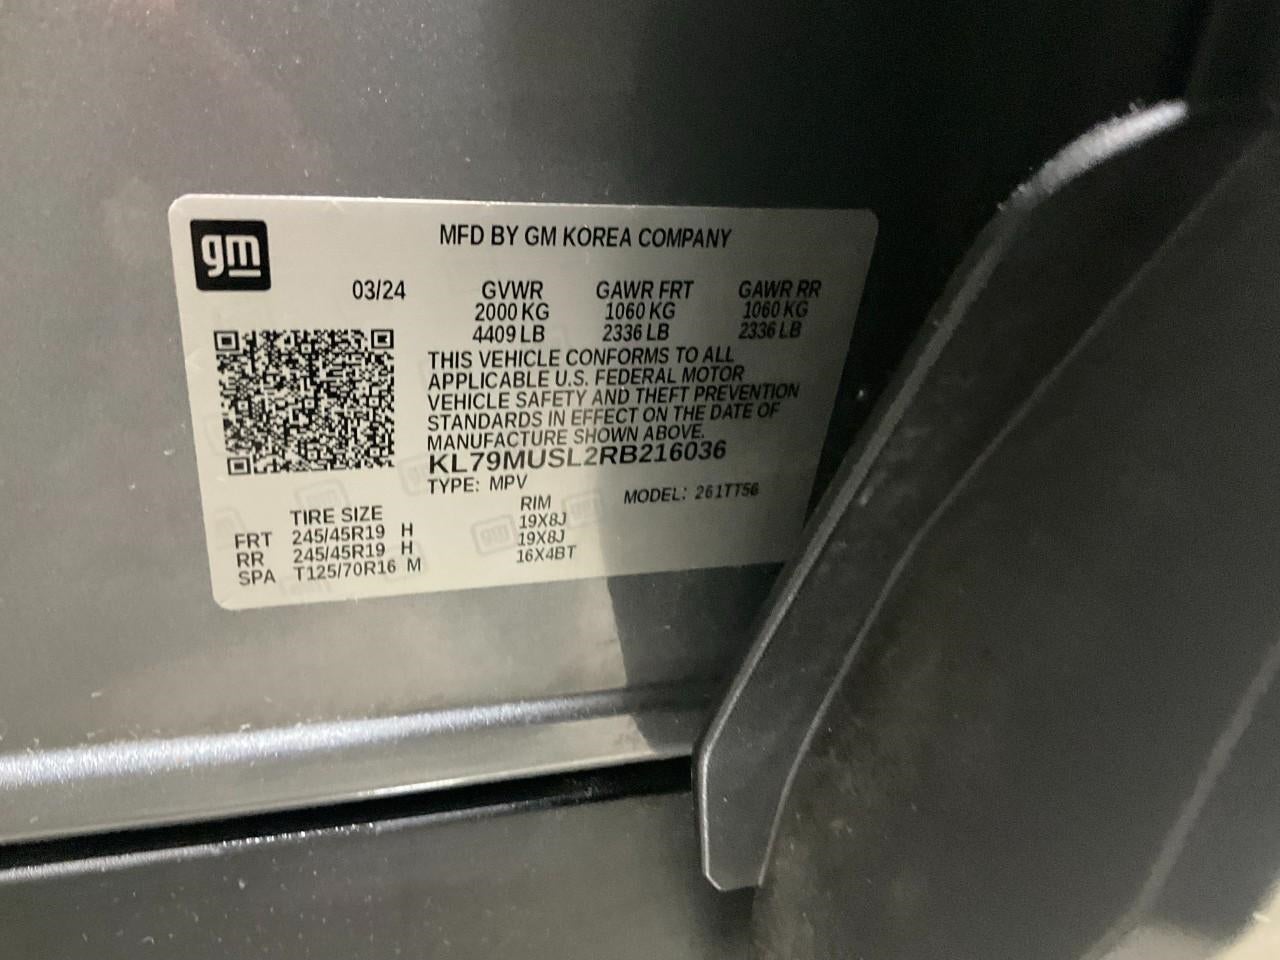 gm
MFD BY GM KOREA COMPANY
03/24 GVWR GAWR FRT GAWR RR
2000 KG 1060 KG 1060 KG
4409 LB 2336 LB 2336 LB
THIS VEHICLE CONFORMS TO ALL
APPLICABLE U.S. FEDERAL MOTOR
VEHICLE SAFETY AND THEFT PREVENTION
STANDARDS IN EFFECT ON THE DATE OF
MANUFACTURE SHOWN ABOVE.
KL79MUSL2RB216036
TYPE: MPV MODEL: 261TT56
TIRE SIZE RIM
FRT 245/45R19 H 19X8J
RR 245/45R19 H 19X8J
SPA T125/70R16 M 16X4BT